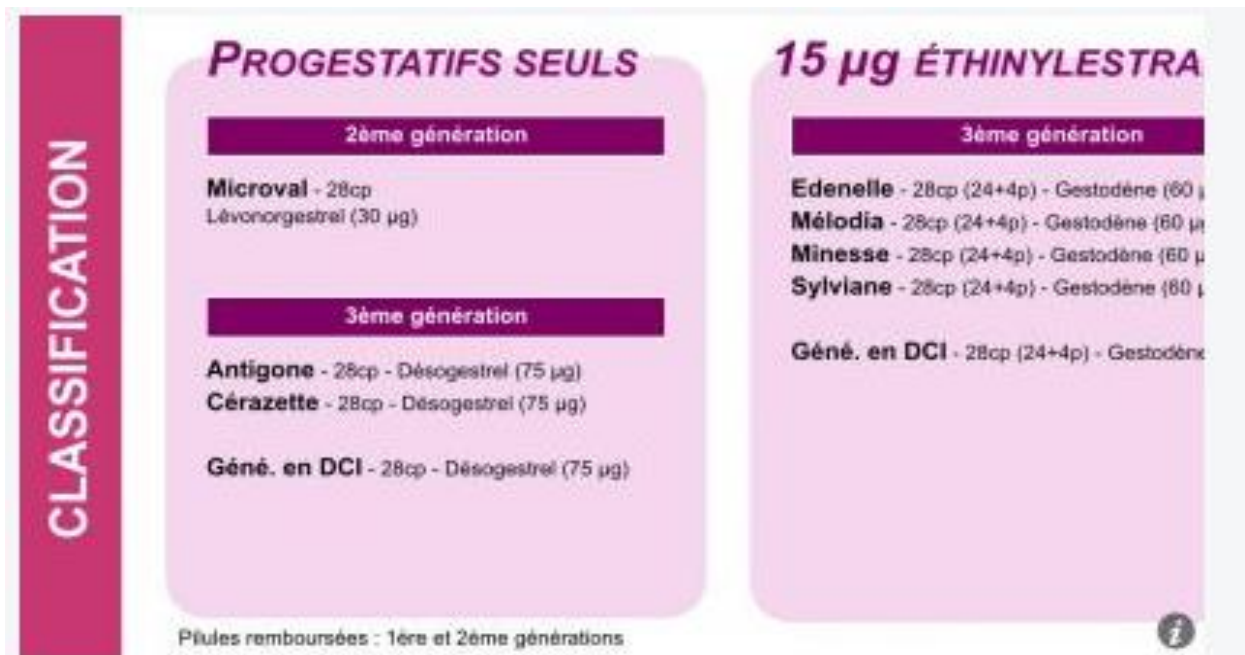 CLASSIFICATION
PROGESTATIFS SEULS
2ème génération
Microval - 28cp
Lévonorgestrel (30 µg)
3ème génération
Antigone - 28cp - Désogestrel (75 µg)
Cérazette - 28cp - Désogestrel (75 µg)
Géné. en DCI - 28cp - Désogestrel (75 µg)
15 µg ÉTHINYLESTRA
3ème génération
Edenelle - 28cp (24+4p) - Gestodène (60 µ
Mélodia - 28cp (24+4p) - Gestodène (60 µg
Minesse - 28cp (24+4p) - Gestodène (60 µ
Sylviane - 28cp (24+4p) - Gestodène (60 µ
Géné. en DCI - 28cp (24+4p) - Gestodène
Pilules remboursées : 1ère et 2ème générations
i